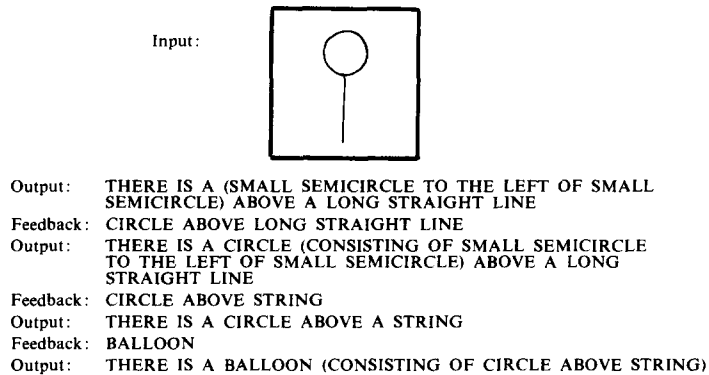 Input:
Output: THERE IS A (SMALL SEMICIRCLE TO THE LEFT OF SMALL
SEMICIRCLE) ABOVE A LONG STRAIGHT LINE
Feedback: CIRCLE ABOVE LONG STRAIGHT LINE
Output: THERE IS A CIRCLE (CONSISTING OF SMALL SEMICIRCLE
TO THE LEFT OF SMALL SEMICIRCLE) ABOVE A LONG
STRAIGHT LINE
Feedback: CIRCLE ABOVE STRING
Output: THERE IS A CIRCLE ABOVE A STRING
Feedback: BALLOON
Output: THERE IS A BALLOON (CONSISTING OF CIRCLE ABOVE STRING)